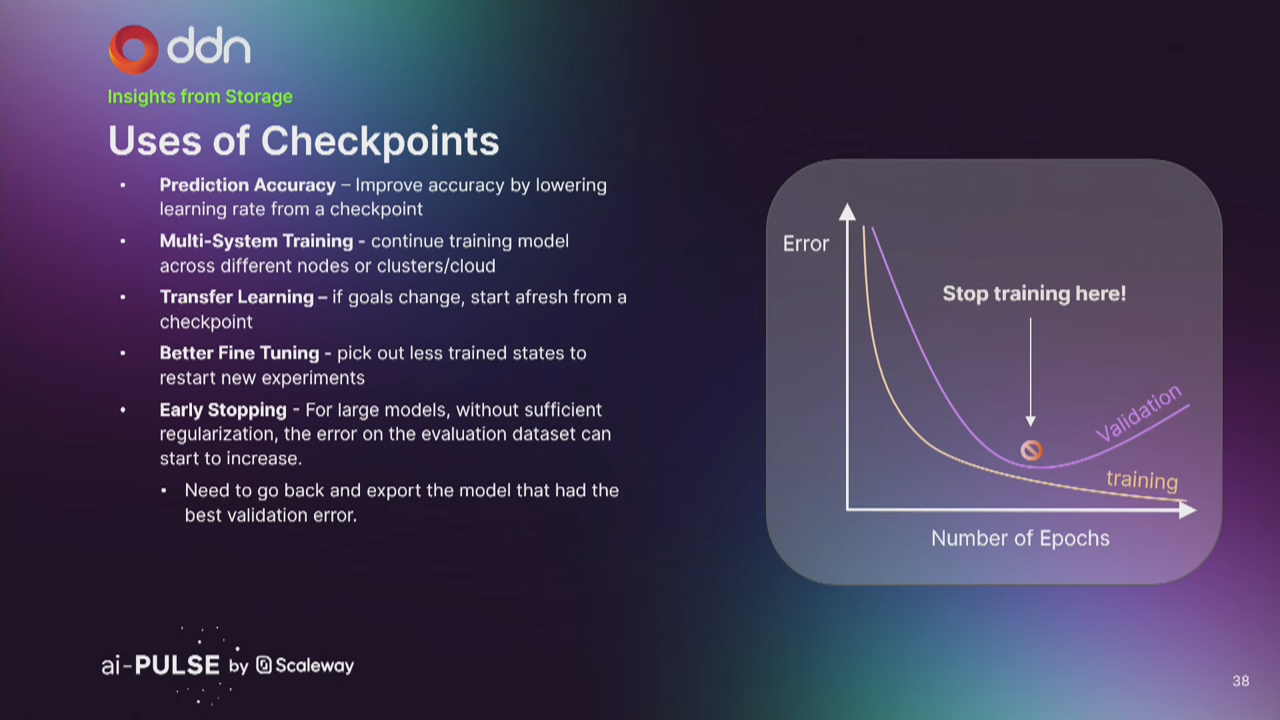 ddn
Insights from Storage
Uses of Checkpoints
▪ Prediction Accuracy – Improve accuracy by lowering
learning rate from a checkpoint
▪ Multi-System Training - continue training model
across different nodes or clusters/cloud
▪ Transfer Learning – if goals change, start afresh from a
checkpoint
▪ Better Fine Tuning - pick out less trained states to
restart new experiments
• Early Stopping - For large models, without sufficient
regularization, the error on the evaluation dataset can
start to increase.
▪ Need to go back and export the model that had the
best validation error.
Error
Stop training here!
Validation
training
Number of Epochs
ai-PULSE by Scaleway
38